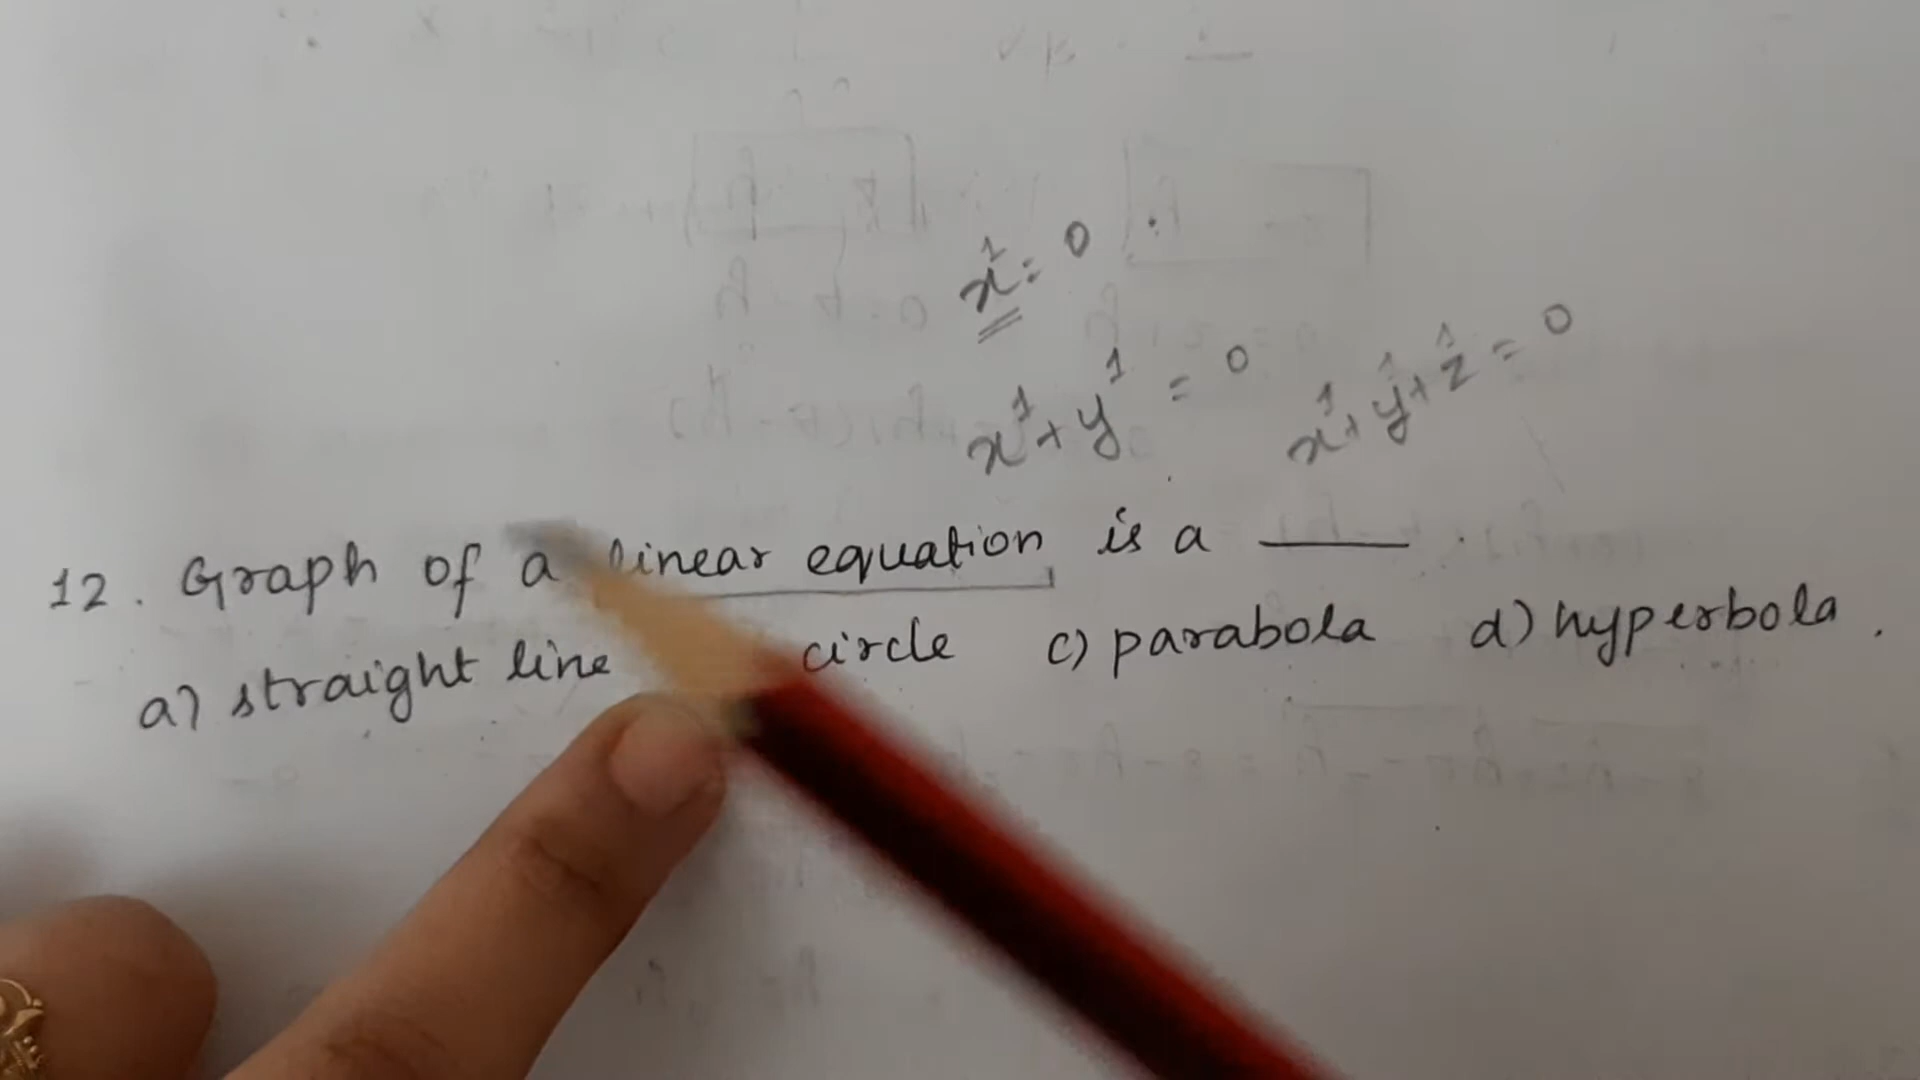 x¹ = 0
x¹ + y¹ = 0
x¹ + y¹ + z¹ = 0
12. Graph of a linear equation is a ____.
a) straight line circle c) parabola d) hyperbola.